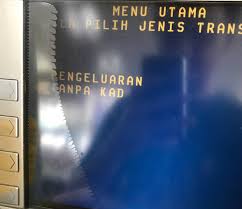 MENU UTAMA
PILIH JENIS TRANS
PENGELUARAN
TANPA KAD